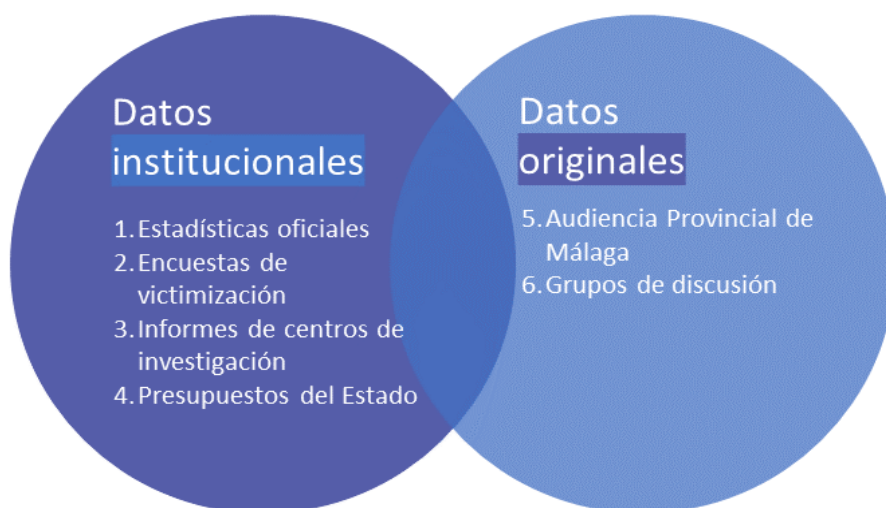 Datos
institucionales
1. Estadísticas oficiales
2. Encuestas de
victimización
3. Informes de centros de
investigación
4. Presupuestos del Estado
Datos
originales
5. Audiencia Provincial de
Málaga
6. Grupos de discusión